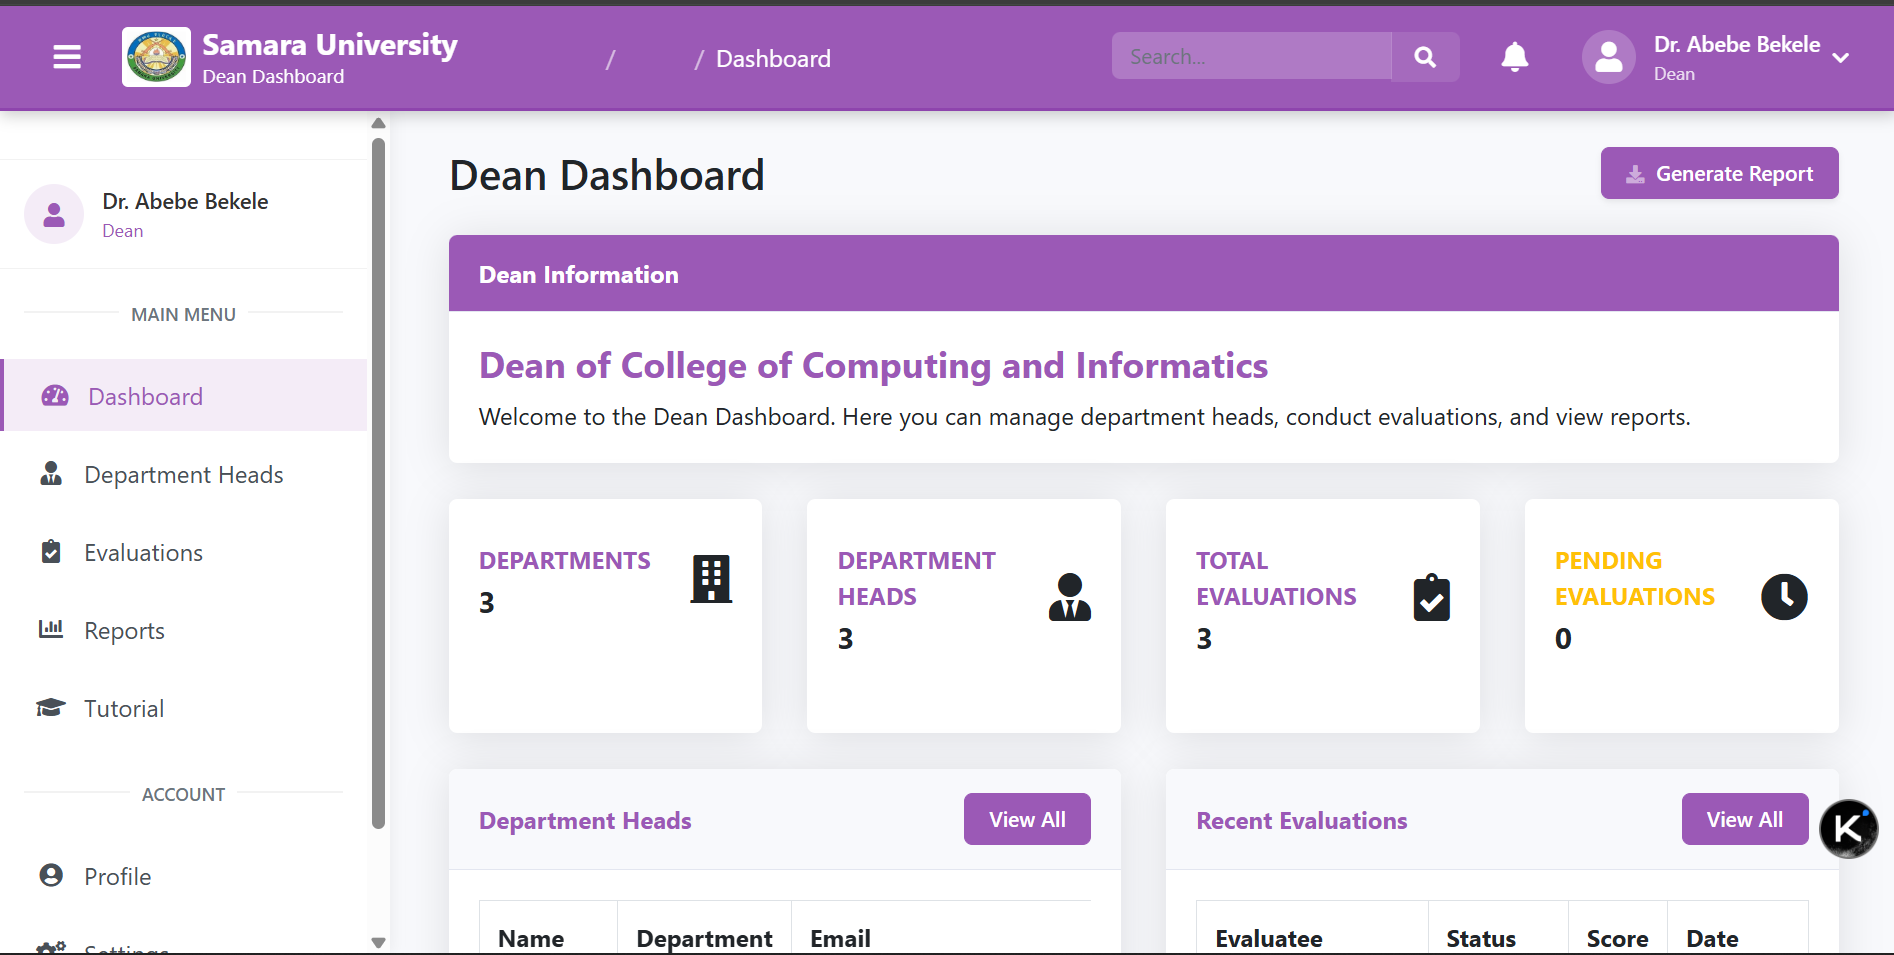 Samara University
Dean Dashboard
/ / Dashboard
Search...
Dr. Abebe Bekele
Dean
Dr. Abebe Bekele
Dean
MAIN MENU
Dashboard
Department Heads
Evaluations
Reports
Tutorial
ACCOUNT
Profile
Settings
Dean Dashboard
Generate Report
Dean Information
Dean of College of Computing and Informatics
Welcome to the Dean Dashboard. Here you can manage department heads, conduct evaluations, and view reports.
DEPARTMENTS
3
DEPARTMENT
HEADS
3
TOTAL
EVALUATIONS
3
PENDING
EVALUATIONS
0
Department Heads
View All
Name Department Email
Recent Evaluations
View All
Evaluatee Status Score Date
K